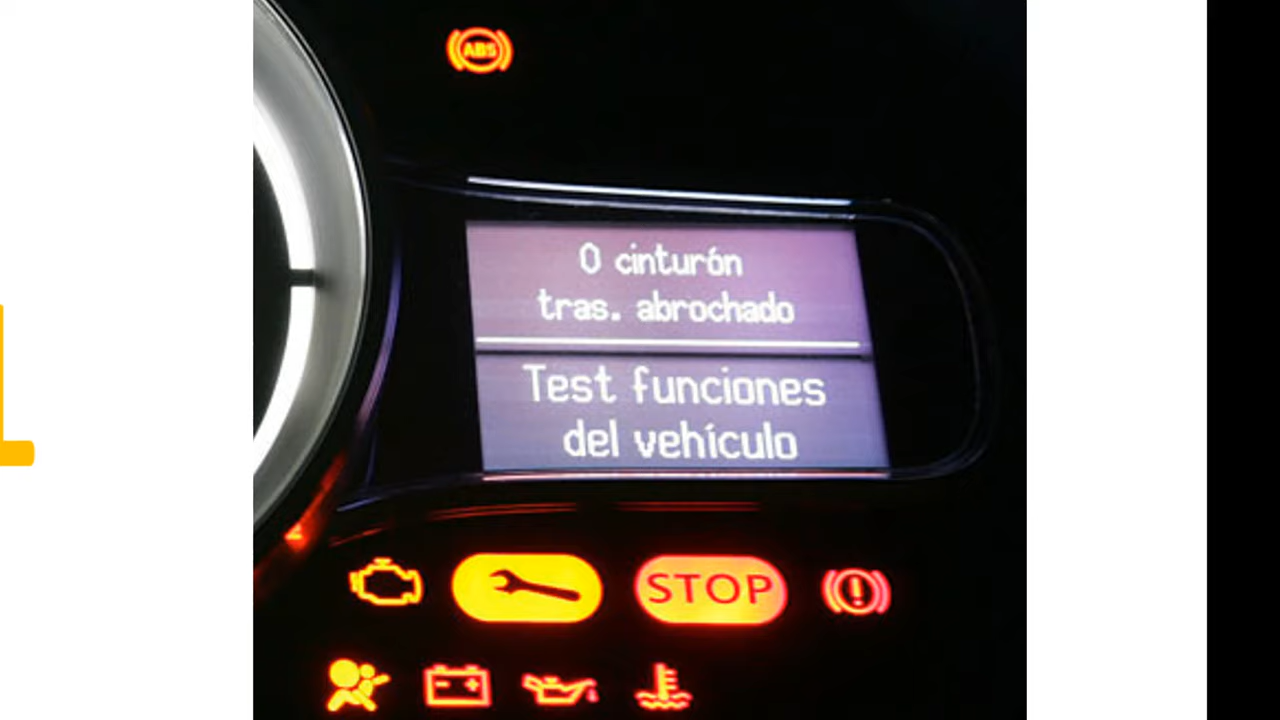 ABS
0 cinturón
tras. abrochado
Test funciones
del vehículo
STOP